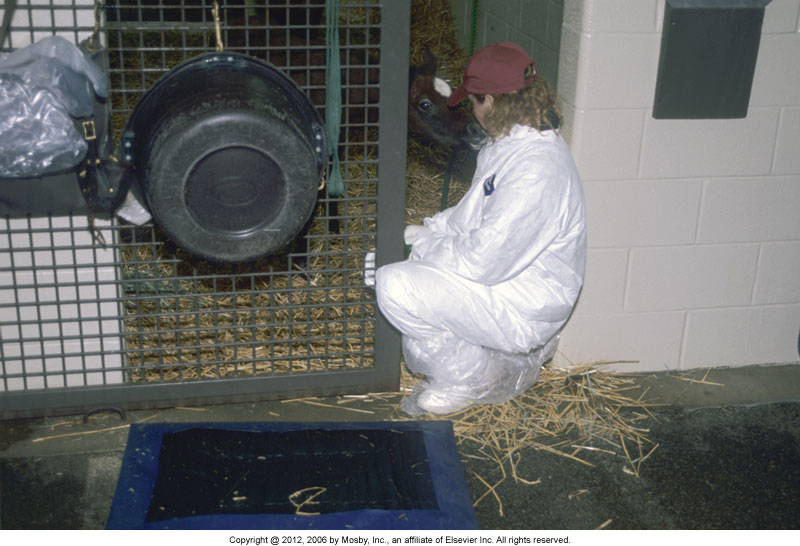 Copyright @ 2012, 2006 by Mosby, Inc., an affiliate of Elsevier Inc. All rights reserved.